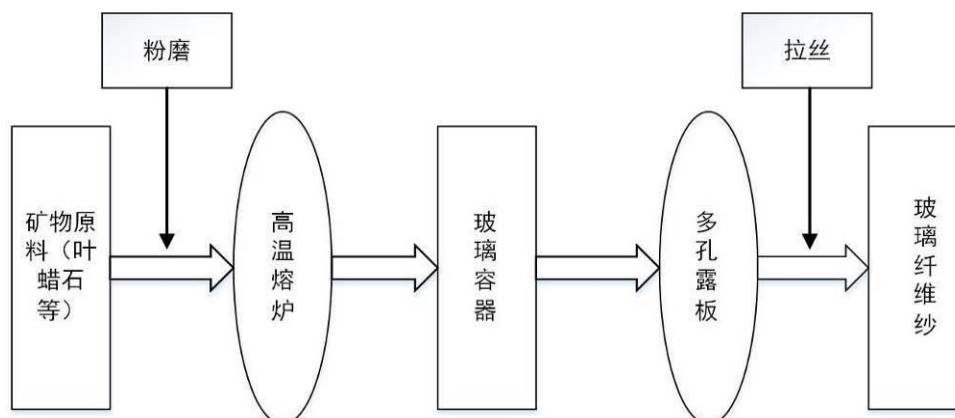 粉磨
拉丝
矿物原
料（叶
蜡石
等）
高
温
熔
炉
玻
璃
容
器
多
孔
露
板
玻
璃
纤
维
纱